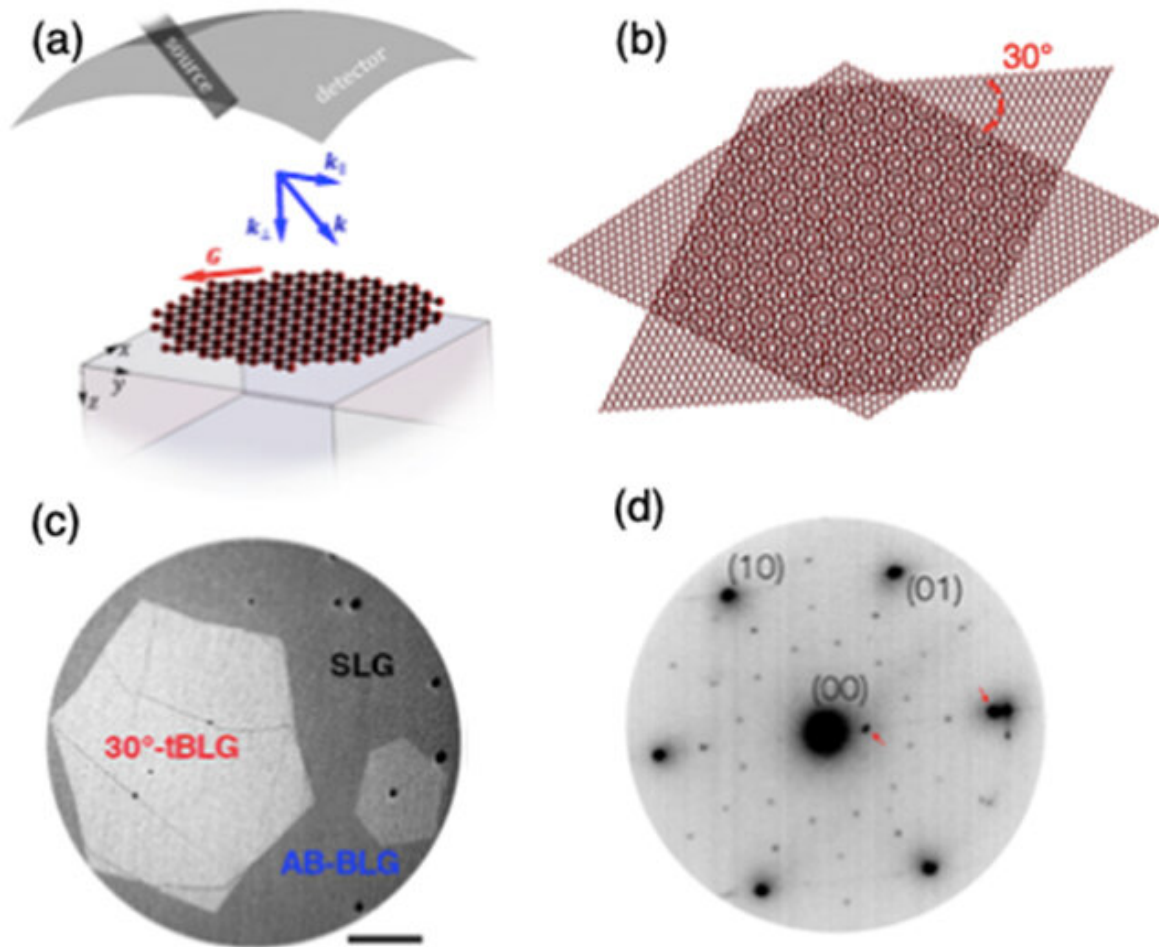 (a)
source
detector
k∥
k⊥
k
G
x
y
z
(b)
30°
(c)
SLG
30°-tBLG
AB-BLG
(d)
(10)
(01)
(00)